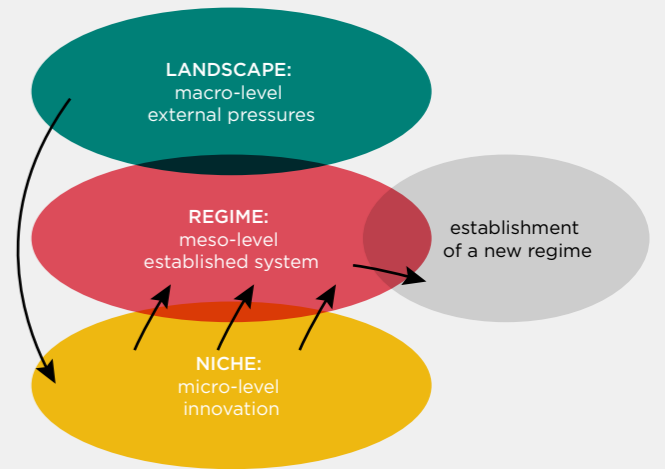 LANDSCAPE:
macro-level
external pressures
REGIME:
meso-level
established system
establishment
of a new regime
NICHE:
micro-level
innovation